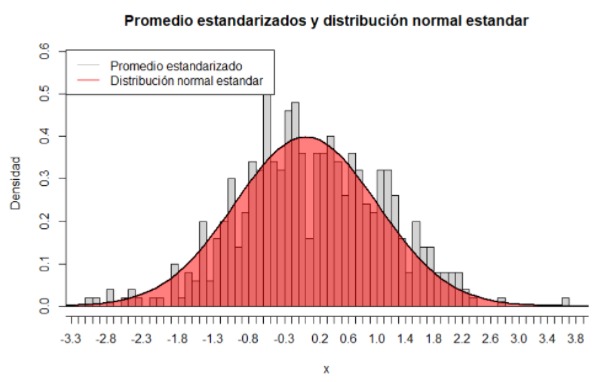 Promedio estandarizados y distribución normal estandar
Promedio estandarizado
Distribución normal estandar
Densidad
0.6
0.5
0.4
0.3
0.2
0.1
0.0
-3.3 -2.8 -2.3 -1.8 -1.3 -0.8 -0.3 0.2 0.6 1.0 1.4 1.8 2.2 2.6 3.0 3.4 3.8
x